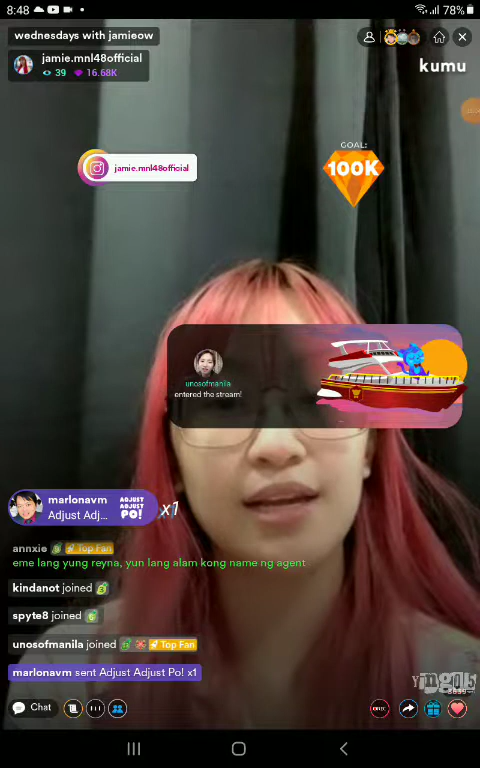 8:48
78%
wednesdays with jamieow
jamie.mnl48official
39 16.68K
kumu
GOAL:
100K
jamie.mnl48official
unosofmanila
entered the stream!
marlonavm
Adjust Adj...
ADJUST
ADJUST
PO!
x1
annxie Top Fan
eme lang yung reyna, yun lang alam kong name ng agent
kindanot joined
spyte8 joined
unosofmanila joined Top Fan
marlonavm sent Adjust Adjust Po! x1
Chat